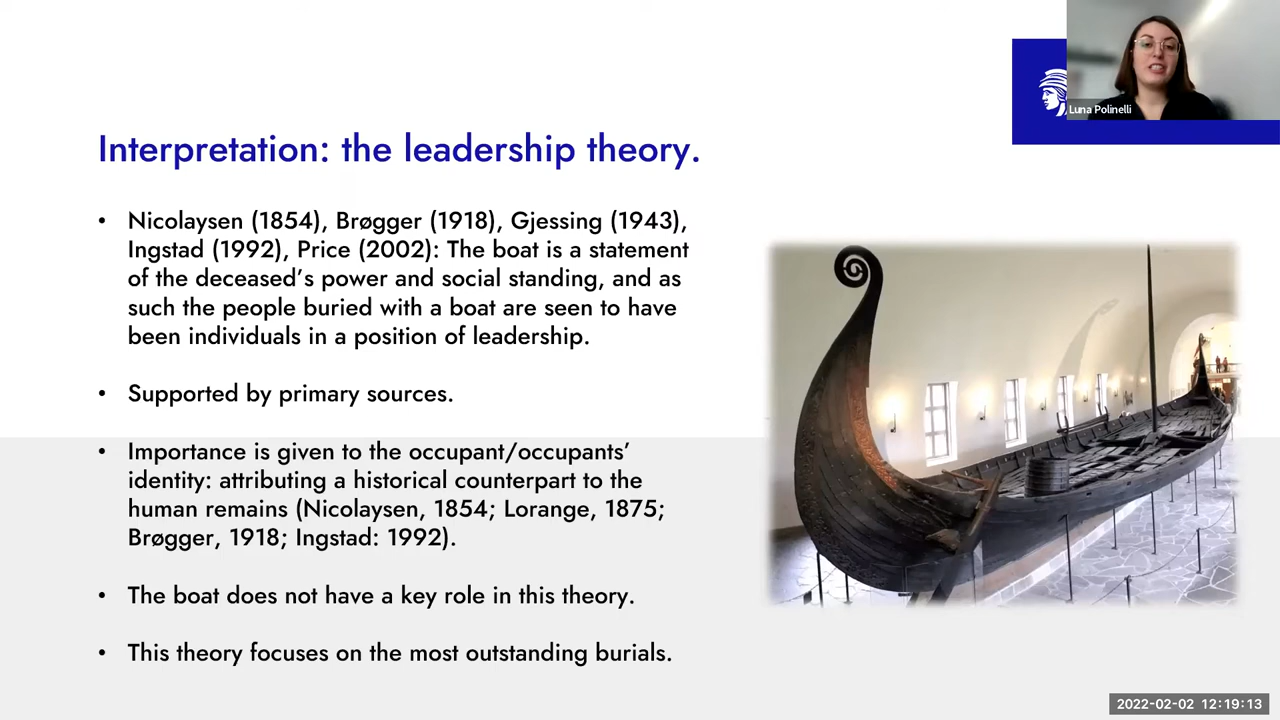 Luna Polinelli
Interpretation: the leadership theory.
• Nicolaysen (1854), Brøgger (1918), Gjessing (1943),
Ingstad (1992), Price (2002): The boat is a statement
of the deceased’s power and social standing, and as
such the people buried with a boat are seen to have
been individuals in a position of leadership.
• Supported by primary sources.
• Importance is given to the occupant/occupants’
identity: attributing a historical counterpart to the
human remains (Nicolaysen, 1854; Lorange, 1875;
Brøgger, 1918; Ingstad: 1992).
• The boat does not have a key role in this theory.
• This theory focuses on the most outstanding burials.
2022-02-02 12:19:13